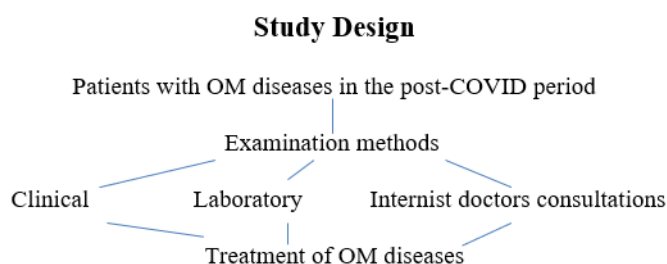 Study Design
Patients with OM diseases in the post-COVID period
Examination methods
Clinical Laboratory Internist doctors consultations
Treatment of OM diseases